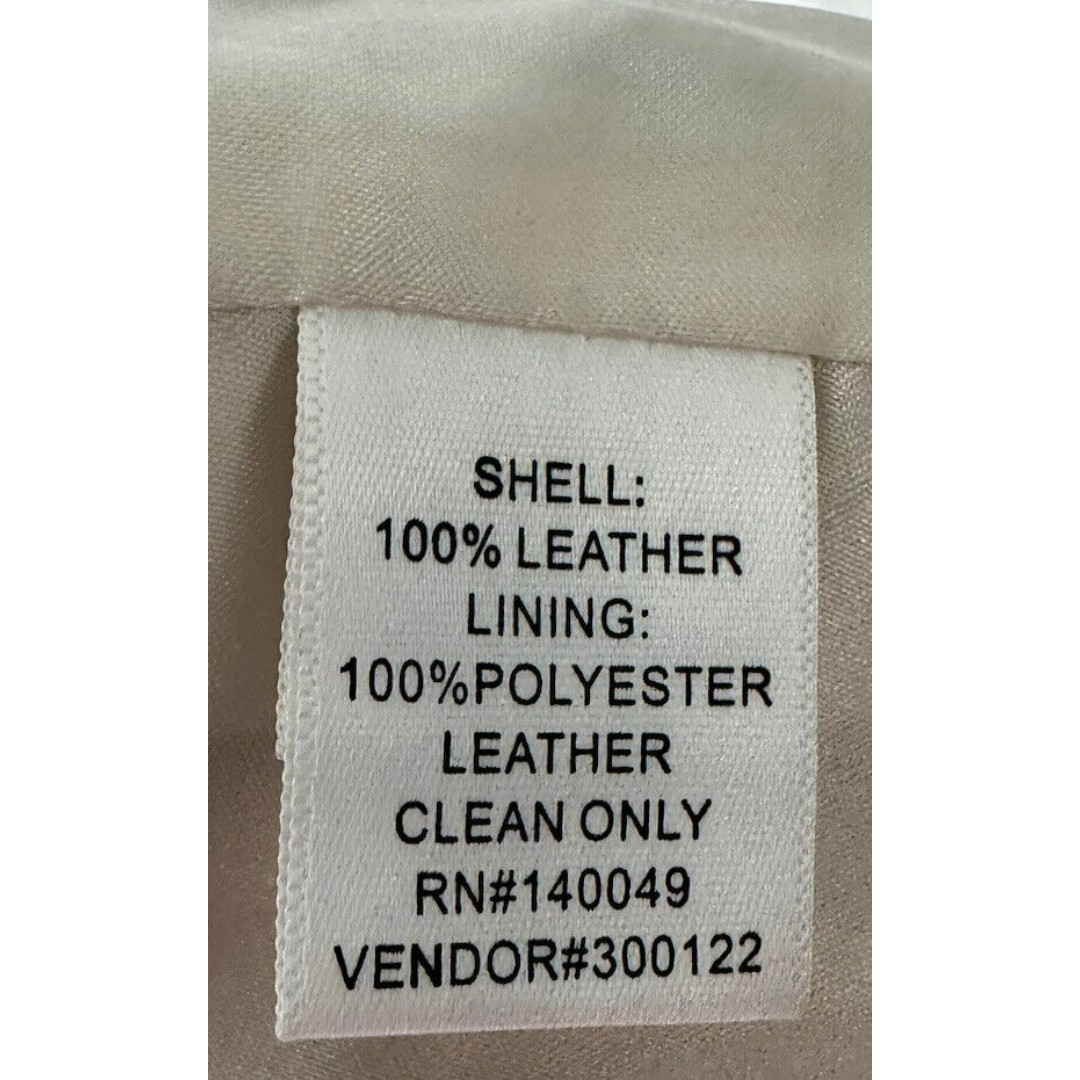 SHELL:
100% LEATHER
LINING:
100%POLYESTER
LEATHER
CLEAN ONLY
RN#140049
VENDOR#300122